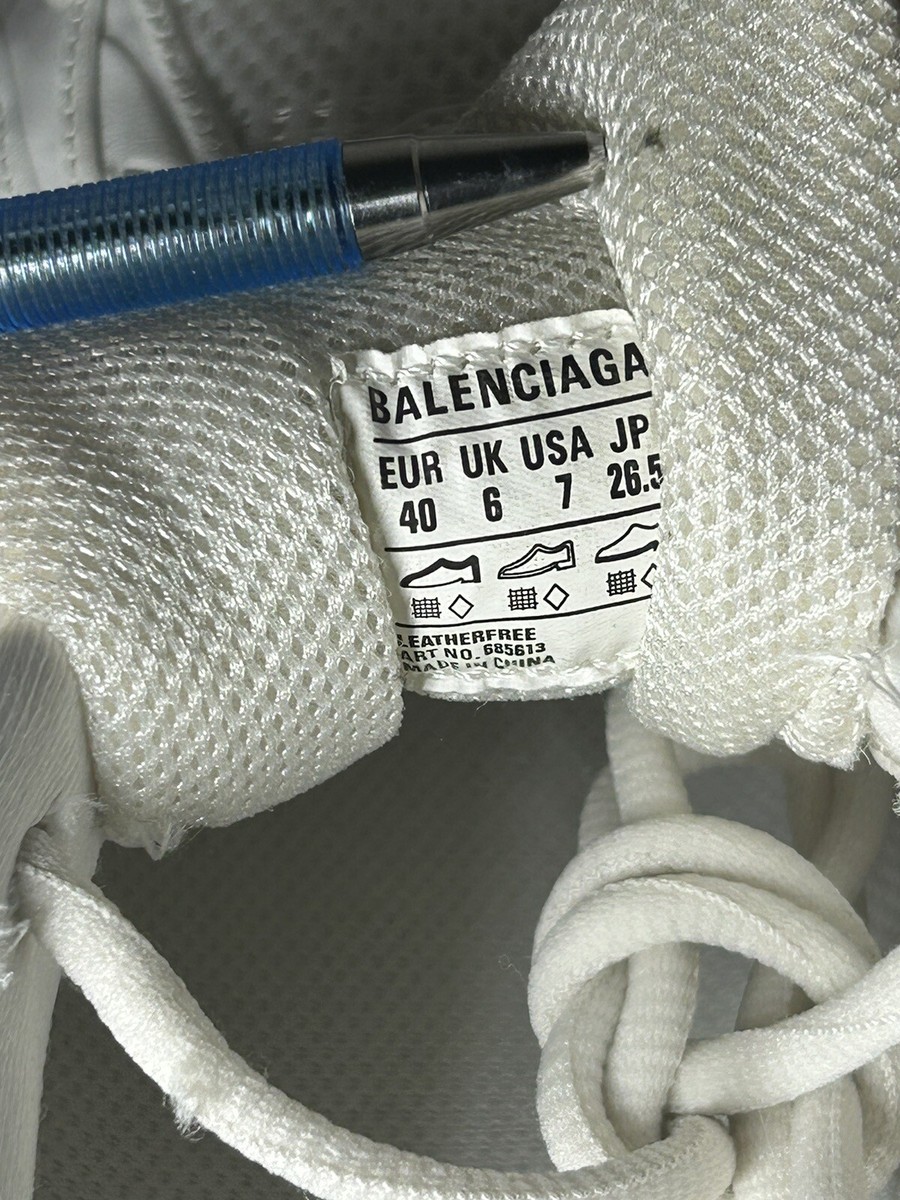 BALENCIAGA
EUR UK USA JP
40 6 7 26.5
LEATHERFREE
ART NO. 685613
MADE IN CHINA